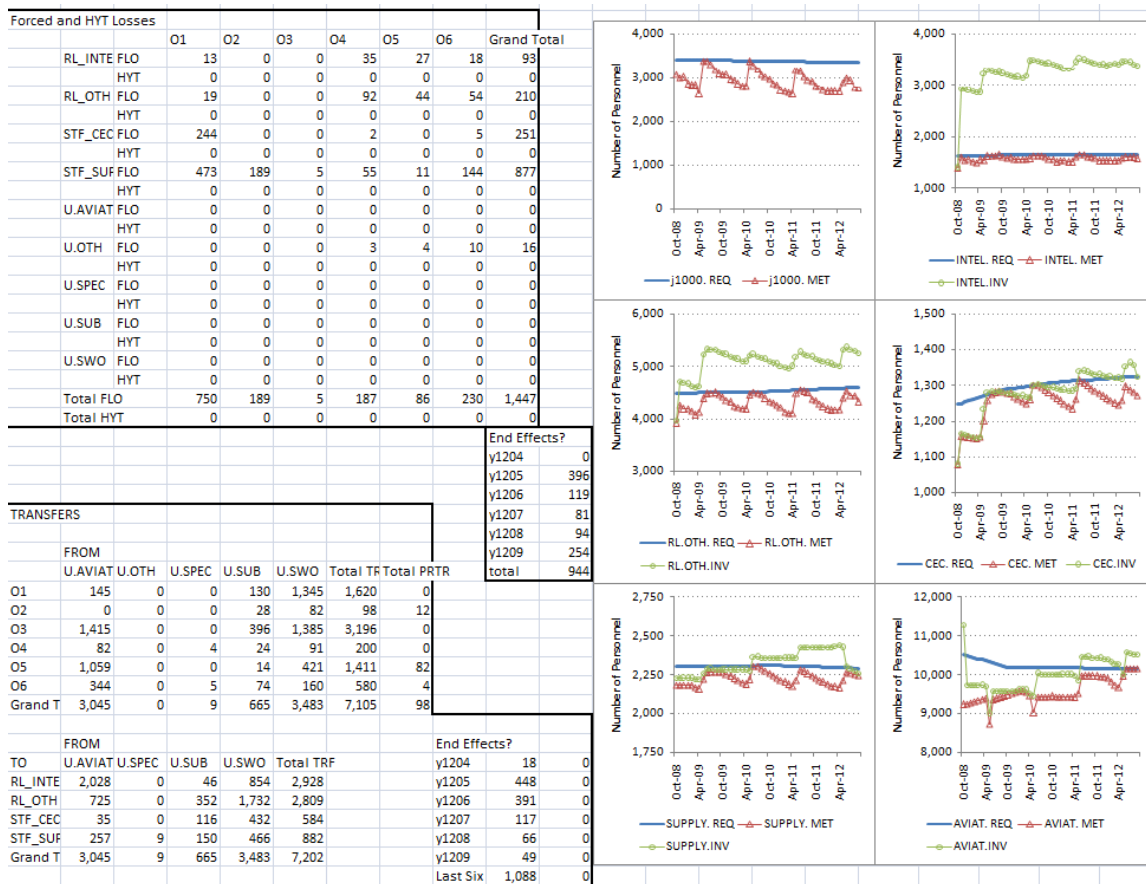 Forced and HYT Losses
O1 O2 O3 O4 O5 O6 Grand Total
RL_INTE FLO 13 0 0 35 27 18 93
HYT 0 0 0 0 0 0 0
RL_OTH FLO 19 0 0 92 44 54 210
HYT 0 0 0 0 0 0 0
STF_CEC FLO 244 0 0 2 0 5 251
HYT 0 0 0 0 0 0 0
STF_SUF FLO 473 189 5 55 11 144 877
HYT 0 0 0 0 0 0 0
U.AVIAT FLO 0 0 0 0 0 0 0
HYT 0 0 0 0 0 0 0
U.OTH FLO 0 0 0 3 4 10 16
HYT 0 0 0 0 0 0 0
U.SPEC FLO 0 0 0 0 0 0 0
HYT 0 0 0 0 0 0 0
U.SUB FLO 0 0 0 0 0 0 0
HYT 0 0 0 0 0 0 0
U.SWO FLO 0 0 0 0 0 0 0
HYT 0 0 0 0 0 0 0
Total FLO 750 189 5 187 86 230 1,447
Total HYT 0 0 0 0 0 0 0
End Effects?
y1204 0
y1205 396
y1206 119
y1207 81
y1208 94
y1209 254
total 944
TRANSFERS
FROM
U.AVIAT U.OTH U.SPEC U.SUB U.SWO Total TR Total PRTR
O1 145 0 0 130 1,345 1,620 0
O2 0 0 0 28 82 98 12
O3 1,415 0 0 396 1,385 3,196 0
O4 82 0 4 24 91 200 0
O5 1,059 0 0 14 421 1,411 82
O6 344 0 5 74 160 580 4
Grand T 3,045 0 9 665 3,483 7,105 98
FROM
TO U.AVIAT U.SPEC U.SUB U.SWO Total TRF
RL_INTE 2,028 0 46 854 2,928
RL_OTH 725 0 352 1,732 2,809
STF_CEC 35 0 116 432 584
STF_SUF 257 9 150 466 882
Grand T 3,045 9 665 3,483 7,202
End Effects?
y1204 18 0
y1205 448 0
y1206 391 0
y1207 117 0
y1208 66 0
y1209 49 0
Last Six 1,088 0
Number of Personnel
4,000
3,000
2,000
1,000
0
Oct-08 Apr-09 Oct-09 Apr-10 Oct-10 Apr-11 Oct-11 Apr-12
j1000. REQ j1000. MET
Number of Personnel
4,000
3,000
2,000
1,000
Oct-08 Apr-09 Oct-09 Apr-10 Oct-10 Apr-11 Oct-11 Apr-12
INTEL. REQ INTEL. MET
INTEL.INV
Number of Personnel
6,000
5,000
4,000
3,000
Oct-08 Apr-09 Oct-09 Apr-10 Oct-10 Apr-11 Oct-11 Apr-12
RL.OTH. REQ RL.OTH. MET
RL.OTH.INV
Number of Personnel
1,500
1,400
1,300
1,200
1,100
1,000
Oct-08 Apr-09 Oct-09 Apr-10 Oct-10 Apr-11 Oct-11 Apr-12
CEC. REQ CEC. MET CEC.INV
Number of Personnel
2,750
2,500
2,250
2,000
1,750
Oct-08 Apr-09 Oct-09 Apr-10 Oct-10 Apr-11 Oct-11 Apr-12
SUPPLY. REQ SUPPLY. MET
SUPPLY.INV
Number of Personnel
12,000
11,000
10,000
9,000
8,000
Oct-08 Apr-09 Oct-09 Apr-10 Oct-10 Apr-11 Oct-11 Apr-12
AVIAT. REQ AVIAT. MET
AVIAT.INV